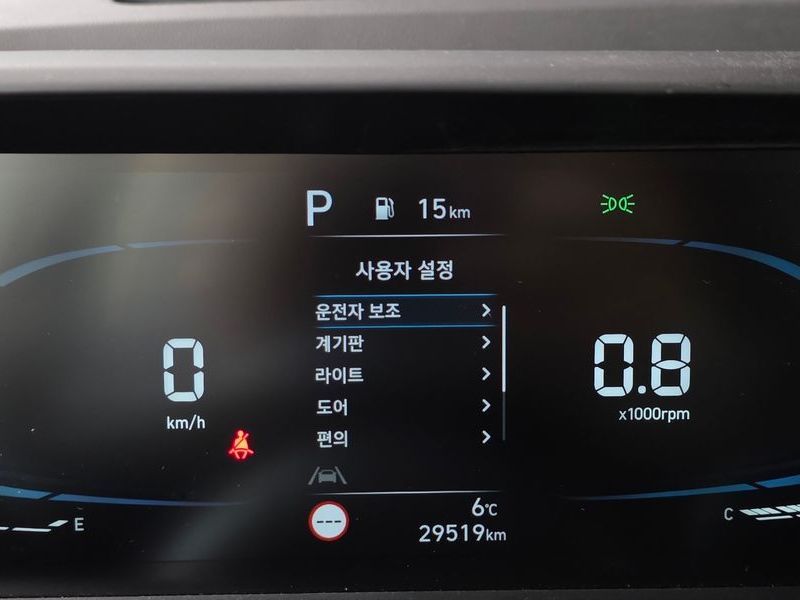 P 15km
사용자 설정
운전자 보조
계기판
라이트
도어
편의
0
km/h
0.8
x1000rpm
E
C
---
6℃
29519km